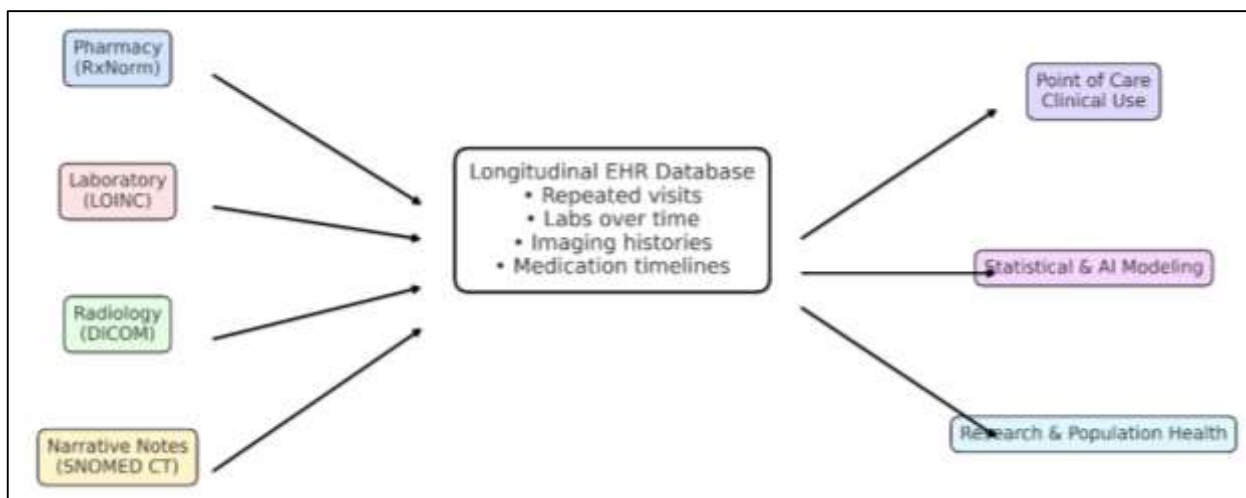 Pharmacy
(RxNorm)
Laboratory
(LOINC)
Radiology
(DICOM)
Narrative Notes
(SNOMED CT)
Longitudinal EHR Database
• Repeated visits
• Labs over time
• Imaging histories
• Medication timelines
Point of Care
Clinical Use
Statistical & AI Modeling
Research & Population Health